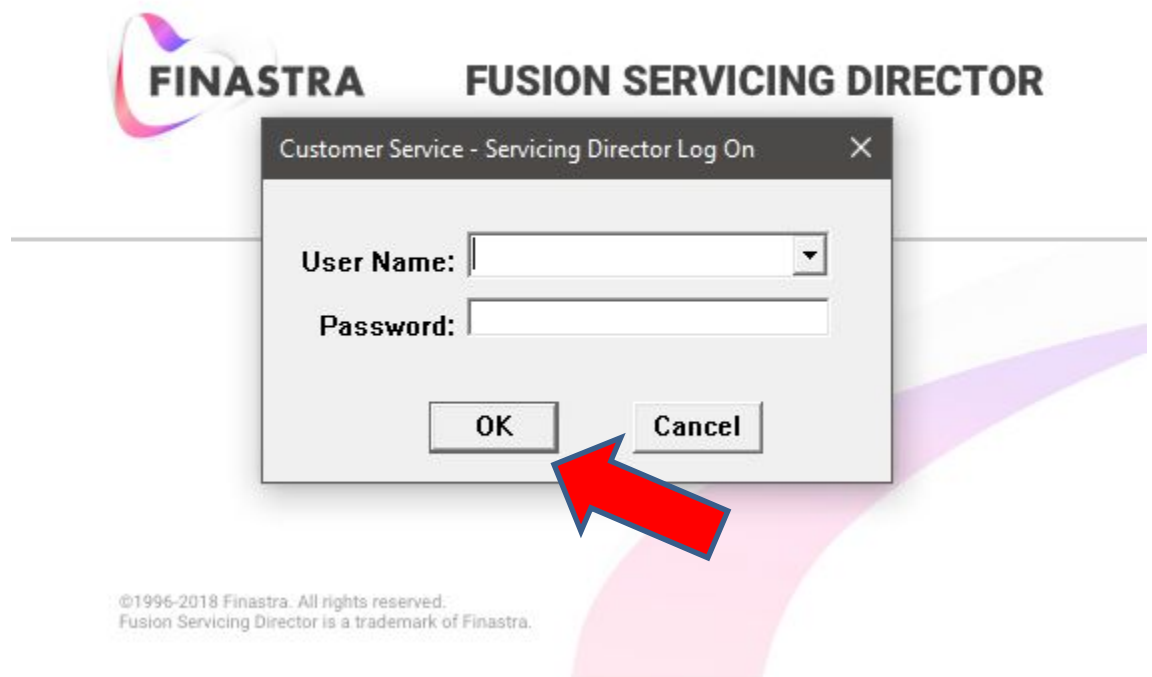 FINASTRA FUSION SERVICING DIRECTOR
Customer Service - Servicing Director Log On
User Name:
Password:
OK Cancel
©1996-2018 Finastra. All rights reserved.
Fusion Servicing Director is a trademark of Finastra.